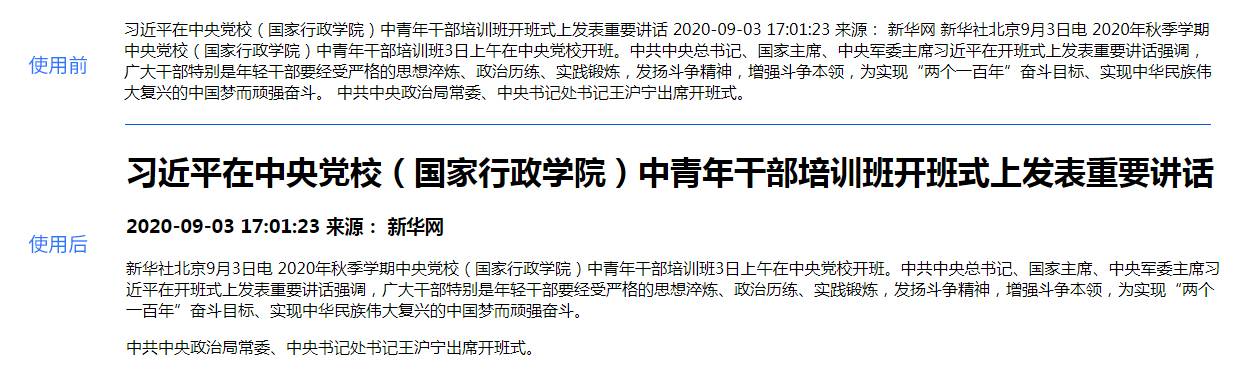 使用前
习近平在中央党校（国家行政学院）中青年干部培训班开班式上发表重要讲话 2020-09-03 17:01:23 来源： 新华网 新华社北京9月3日电 2020年秋季学期
中央党校（国家行政学院）中青年干部培训班3日上午在中央党校开班。中共中央总书记、国家主席、中央军委主席习近平在开班式上发表重要讲话强调，
广大干部特别是年轻干部要经受严格的思想淬炼、政治历练、实践锻炼，发扬斗争精神，增强斗争本领，为实现“两个一百年”奋斗目标、实现中华民族伟
大复兴的中国梦而顽强奋斗。 中共中央政治局常委、中央书记处书记王沪宁出席开班式。
使用后
习近平在中央党校（国家行政学院）中青年干部培训班开班式上发表重要讲话
2020-09-03 17:01:23 来源： 新华网
新华社北京9月3日电 2020年秋季学期中央党校（国家行政学院）中青年干部培训班3日上午在中央党校开班。中共中央总书记、国家主席、中央军委主席习
近平在开班式上发表重要讲话强调，广大干部特别是年轻干部要经受严格的思想淬炼、政治历练、实践锻炼，发扬斗争精神，增强斗争本领，为实现“两个
一百年”奋斗目标、实现中华民族伟大复兴的中国梦而顽强奋斗。
中共中央政治局常委、中央书记处书记王沪宁出席开班式。